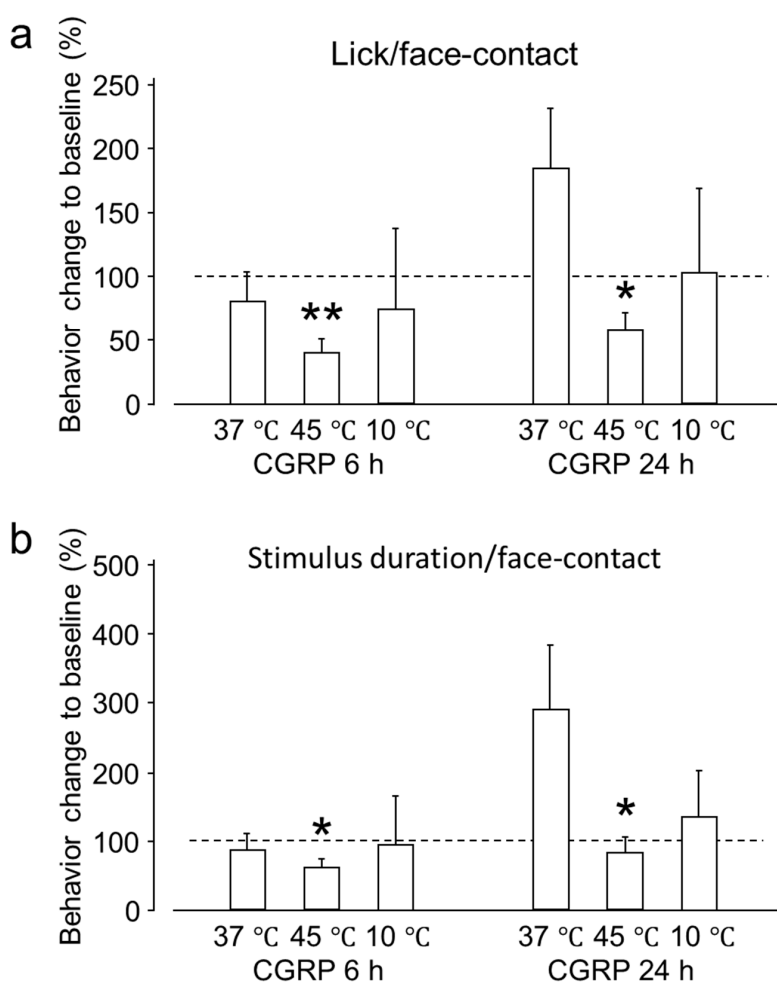 a
Lick/face-contact
Behavior change to baseline (%)
250
200
150
100
50
0
**
*
37 °C 45 °C 10 °C 37 °C 45 °C 10 °C
CGRP 6 h CGRP 24 h
b
Stimulus duration/face-contact
Behavior change to baseline (%)
500
400
300
200
100
0
*
*
37 °C 45 °C 10 °C 37 °C 45 °C 10 °C
CGRP 6 h CGRP 24 h